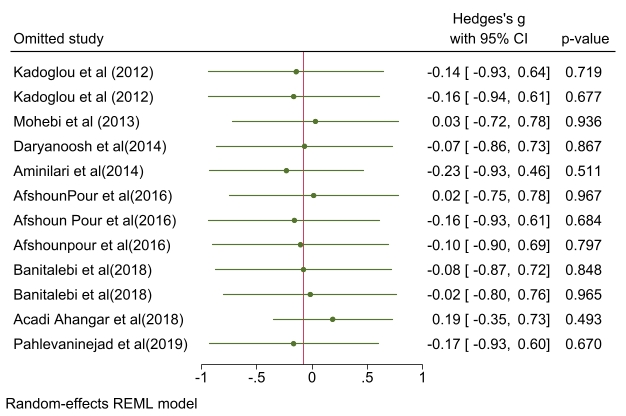 Hedges's g
Omitted study with 95% CI p-value
Kadoglou et al (2012) -0.14 [ -0.93, 0.64] 0.719
Kadoglou et al (2012) -0.16 [ -0.94, 0.61] 0.677
Mohebi et al (2013) 0.03 [ -0.72, 0.78] 0.936
Daryanoosh et al(2014) -0.07 [ -0.86, 0.73] 0.867
Aminilari et al(2014) -0.23 [ -0.93, 0.46] 0.511
AfshounPour et al(2016) 0.02 [ -0.75, 0.78] 0.967
Afshoun Pour et al(2016) -0.16 [ -0.93, 0.61] 0.684
Afshounpour et al(2016) -0.10 [ -0.90, 0.69] 0.797
Banitalebi et al(2018) -0.08 [ -0.87, 0.72] 0.848
Banitalebi et al(2018) -0.02 [ -0.80, 0.76] 0.965
Acadi Ahangar et al(2018) 0.19 [ -0.35, 0.73] 0.493
Pahlevaninejad et al(2019) -0.17 [ -0.93, 0.60] 0.670
-1 -.5 0 .5 1
Random-effects REML model